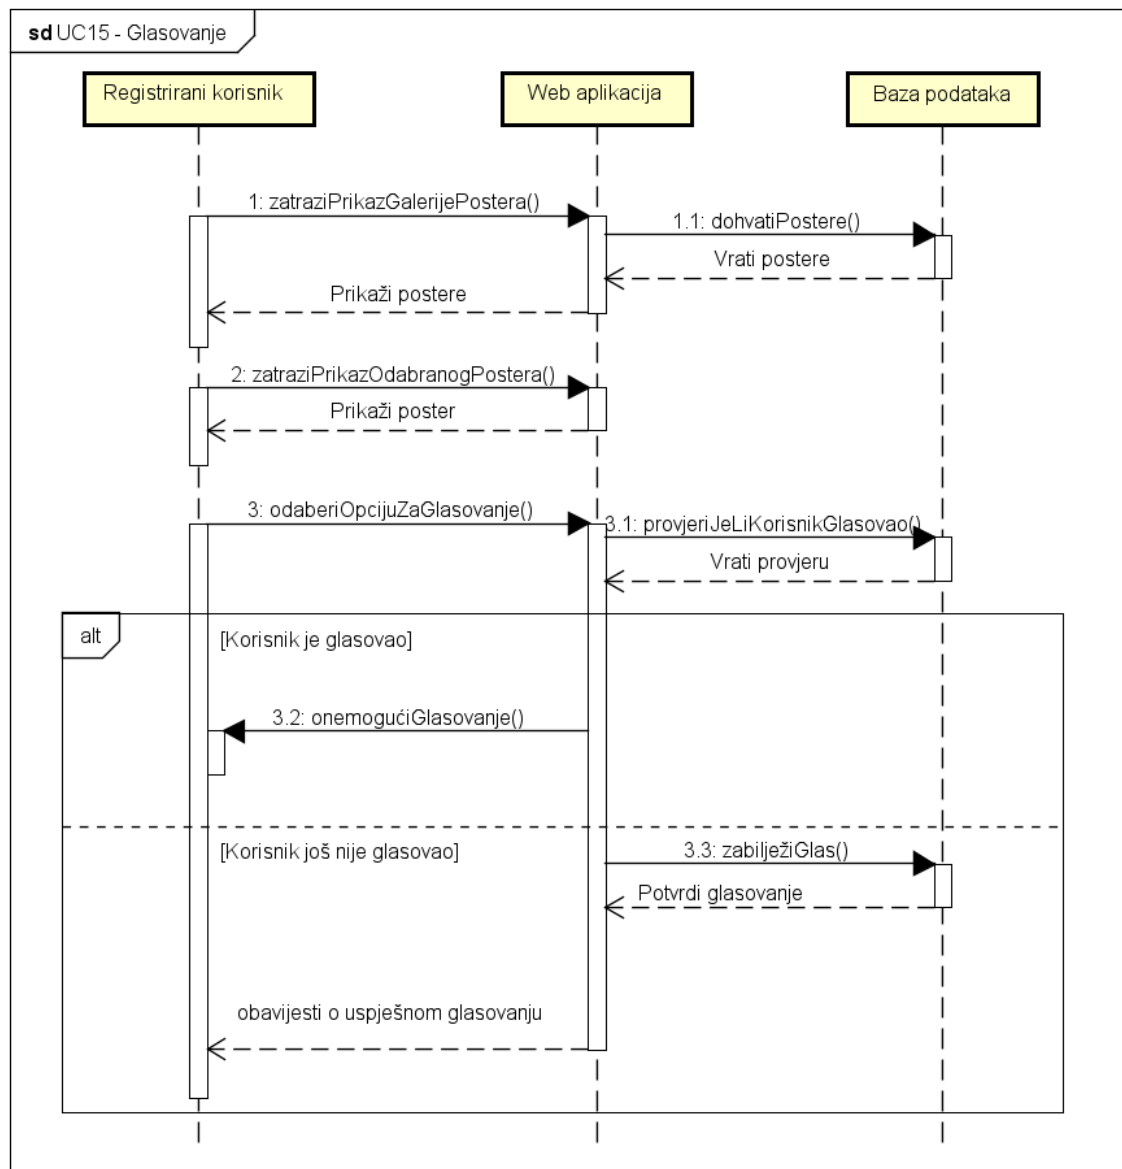 sd UC15 - Glasovanje
Registrirani korisnik
Web aplikacija
Baza podataka
1: zatraziPrikazGalerijePostera()
1.1: dohvatiPostere()
Vrati postere
Prikaži postere
2: zatraziPrikazOdabranogPostera()
Prikaži poster
3: odaberiOpcijuZaGlasovanje()
3.1: provjeriJeLiKorisnikGlasovao()
Vrati provjeru
alt
[Korisnik je glasovao]
3.2: onemogućiGlasovanje()
[Korisnik još nije glasovao]
3.3: zabilježiGlas()
Potvrdi glasovanje
obavijesti o uspješnom glasovanju